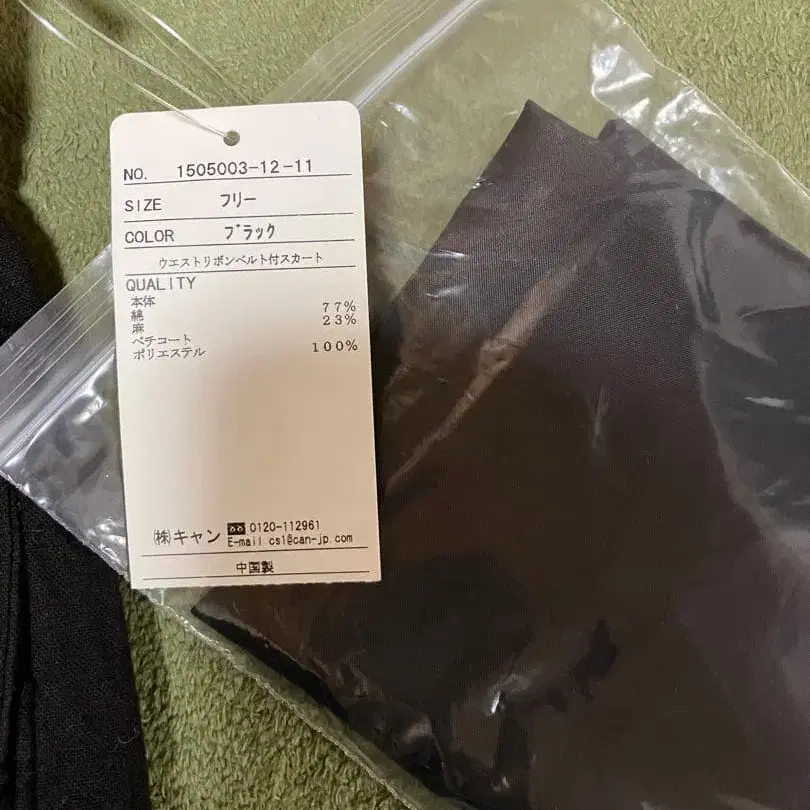 NO. 1505003-12-11
SIZE フリー
COLOR ブラック
ウエストリボンベルト付スカート
QUALITY
本体
綿 77%
麻 23%
ペチコート
ポリエステル 100%
㈱キャン 0120-112961
E-mail cs1@can-jp.com
中国製